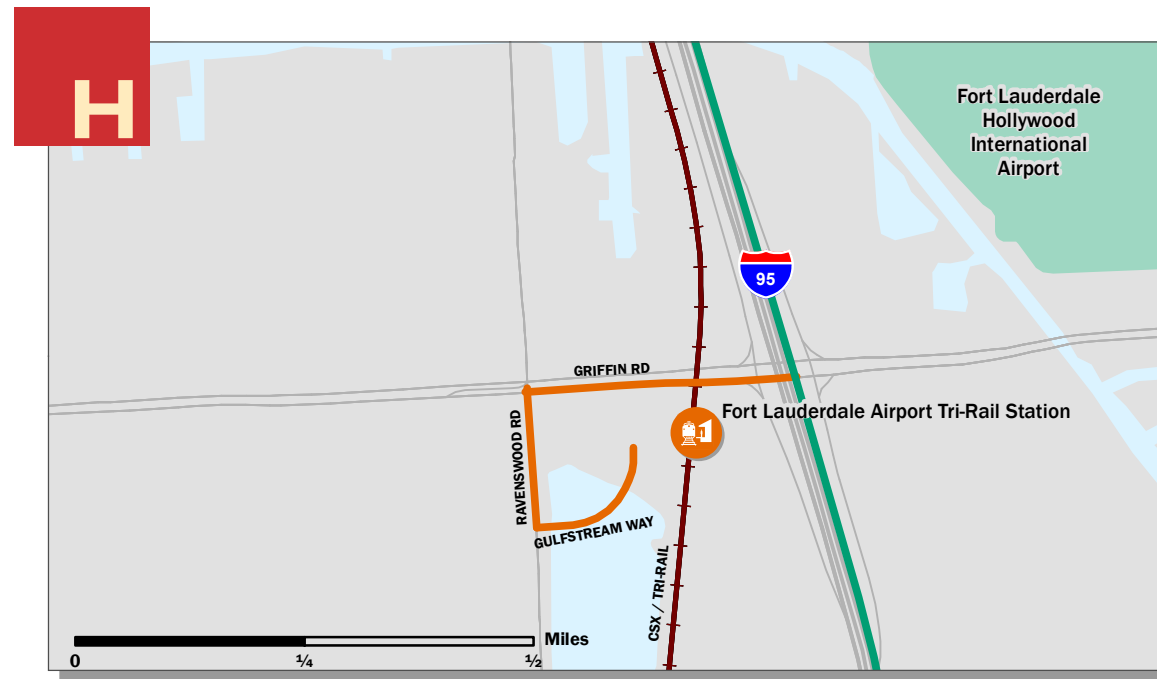 H
Fort Lauderdale
Hollywood
International
Airport
95
GRIFFIN RD
Fort Lauderdale Airport Tri-Rail Station
RAVENSWOOD RD
GULFSTREAM WAY
CSX / TRI-RAIL
Miles
0 ¼ ½